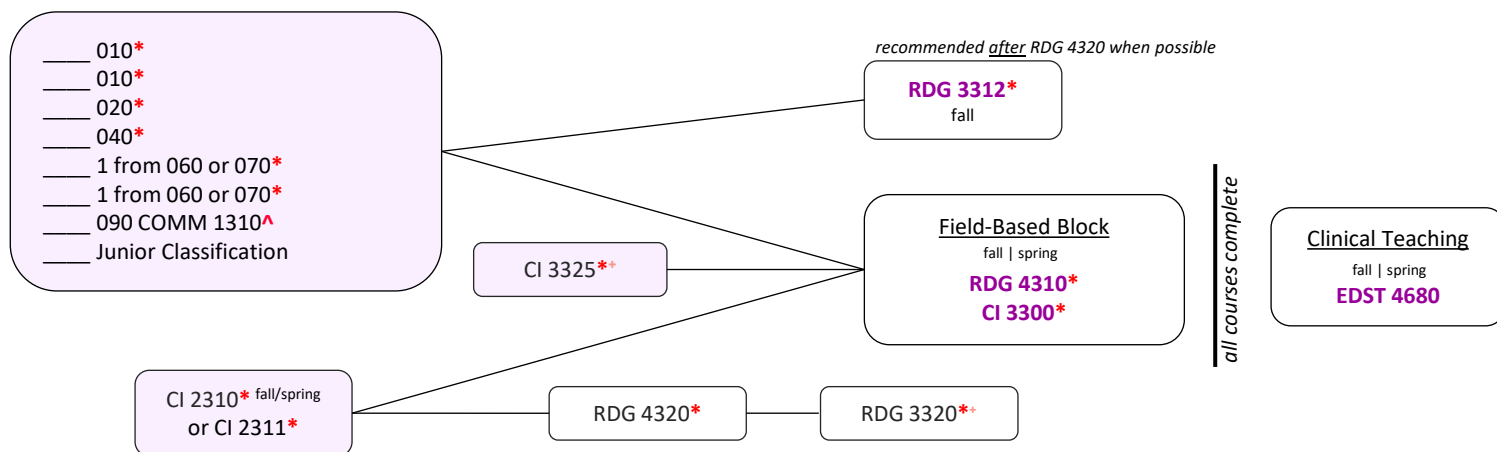 ____ 010*
____ 010*
____ 020*
____ 040*
____ 1 from 060 or 070*
____ 1 from 060 or 070*
____ 090 COMM 1310^
____ Junior Classification
recommended after RDG 4320 when possible
RDG 3312*
fall
CI 3325*+
Field-Based Block
fall | spring
RDG 4310*
CI 3300*
all courses complete
Clinical Teaching
fall | spring
EDST 4680
CI 2310* fall/spring
or CI 2311*
RDG 4320*
RDG 3320*+